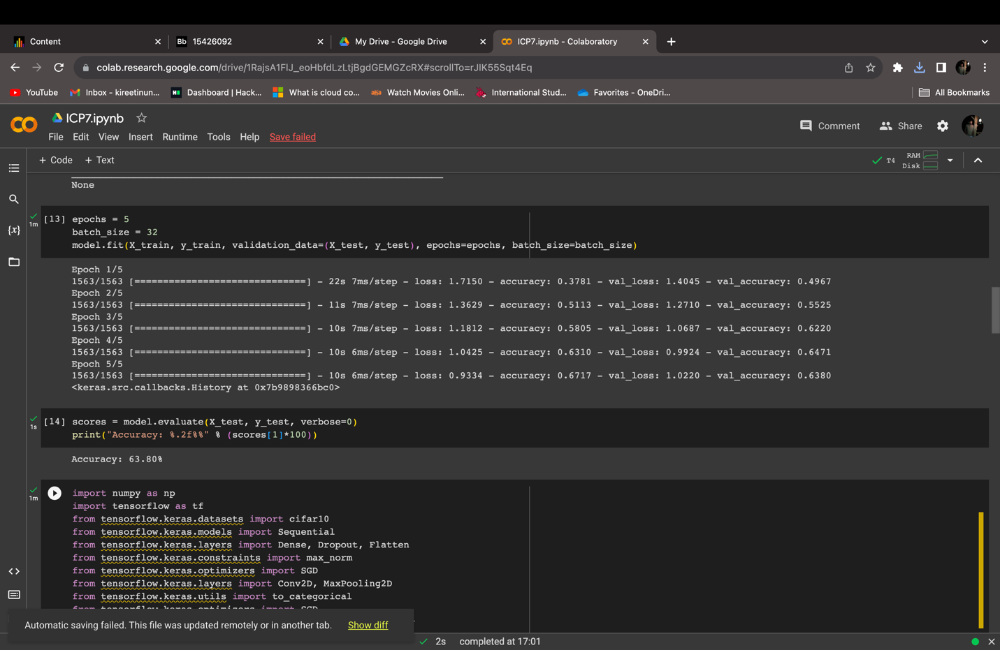 Content
Bb 15426092
My Drive - Google Drive
ICP7.ipynb - Colaboratory
colab.research.google.com/drive/1RajsA1FlJ_eoHbfdLzLtjBgdGEMGZcRX#scrollTo=rJIK55Sqt4Eq
YouTube
Inbox - kireetinun...
Dashboard | Hack...
What is cloud co...
Watch Movies Onli...
International Stud...
Favorites - OneDri...
All Bookmarks
ICP7.ipynb
Comment
Share
File Edit View Insert Runtime Tools Help Save failed
+ Code + Text
T4
RAM
Disk
None
1m
[13] epochs = 5
batch_size = 32
model.fit(X_train, y_train, validation_data=(X_test, y_test), epochs=epochs, batch_size=batch_size)
Epoch 1/5
1563/1563 [==============================] - 22s 7ms/step - loss: 1.7150 - accuracy: 0.3781 - val_loss: 1.4045 - val_accuracy: 0.4967
Epoch 2/5
1563/1563 [==============================] - 11s 7ms/step - loss: 1.3629 - accuracy: 0.5113 - val_loss: 1.2710 - val_accuracy: 0.5525
Epoch 3/5
1563/1563 [==============================] - 10s 7ms/step - loss: 1.1812 - accuracy: 0.5805 - val_loss: 1.0687 - val_accuracy: 0.6220
Epoch 4/5
1563/1563 [==============================] - 10s 6ms/step - loss: 1.0425 - accuracy: 0.6310 - val_loss: 0.9924 - val_accuracy: 0.6471
Epoch 5/5
1563/1563 [==============================] - 10s 6ms/step - loss: 0.9334 - accuracy: 0.6717 - val_loss: 1.0220 - val_accuracy: 0.6380
<keras.src.callbacks.History at 0x7b9898366bc0>
1s
[14] scores = model.evaluate(X_test, y_test, verbose=0)
print("Accuracy: %.2f%%" % (scores[1]*100))
Accuracy: 63.80%
1m
import numpy as np
import tensorflow as tf
from tensorflow.keras.datasets import cifar10
from tensorflow.keras.models import Sequential
from tensorflow.keras.layers import Dense, Dropout, Flatten
from tensorflow.keras.constraints import max_norm
from tensorflow.keras.optimizers import SGD
from tensorflow.keras.layers import Conv2D, MaxPooling2D
from tensorflow.keras.utils import to_categorical
Automatic saving failed. This file was updated remotely or in another tab. Show diff
2s completed at 17:01